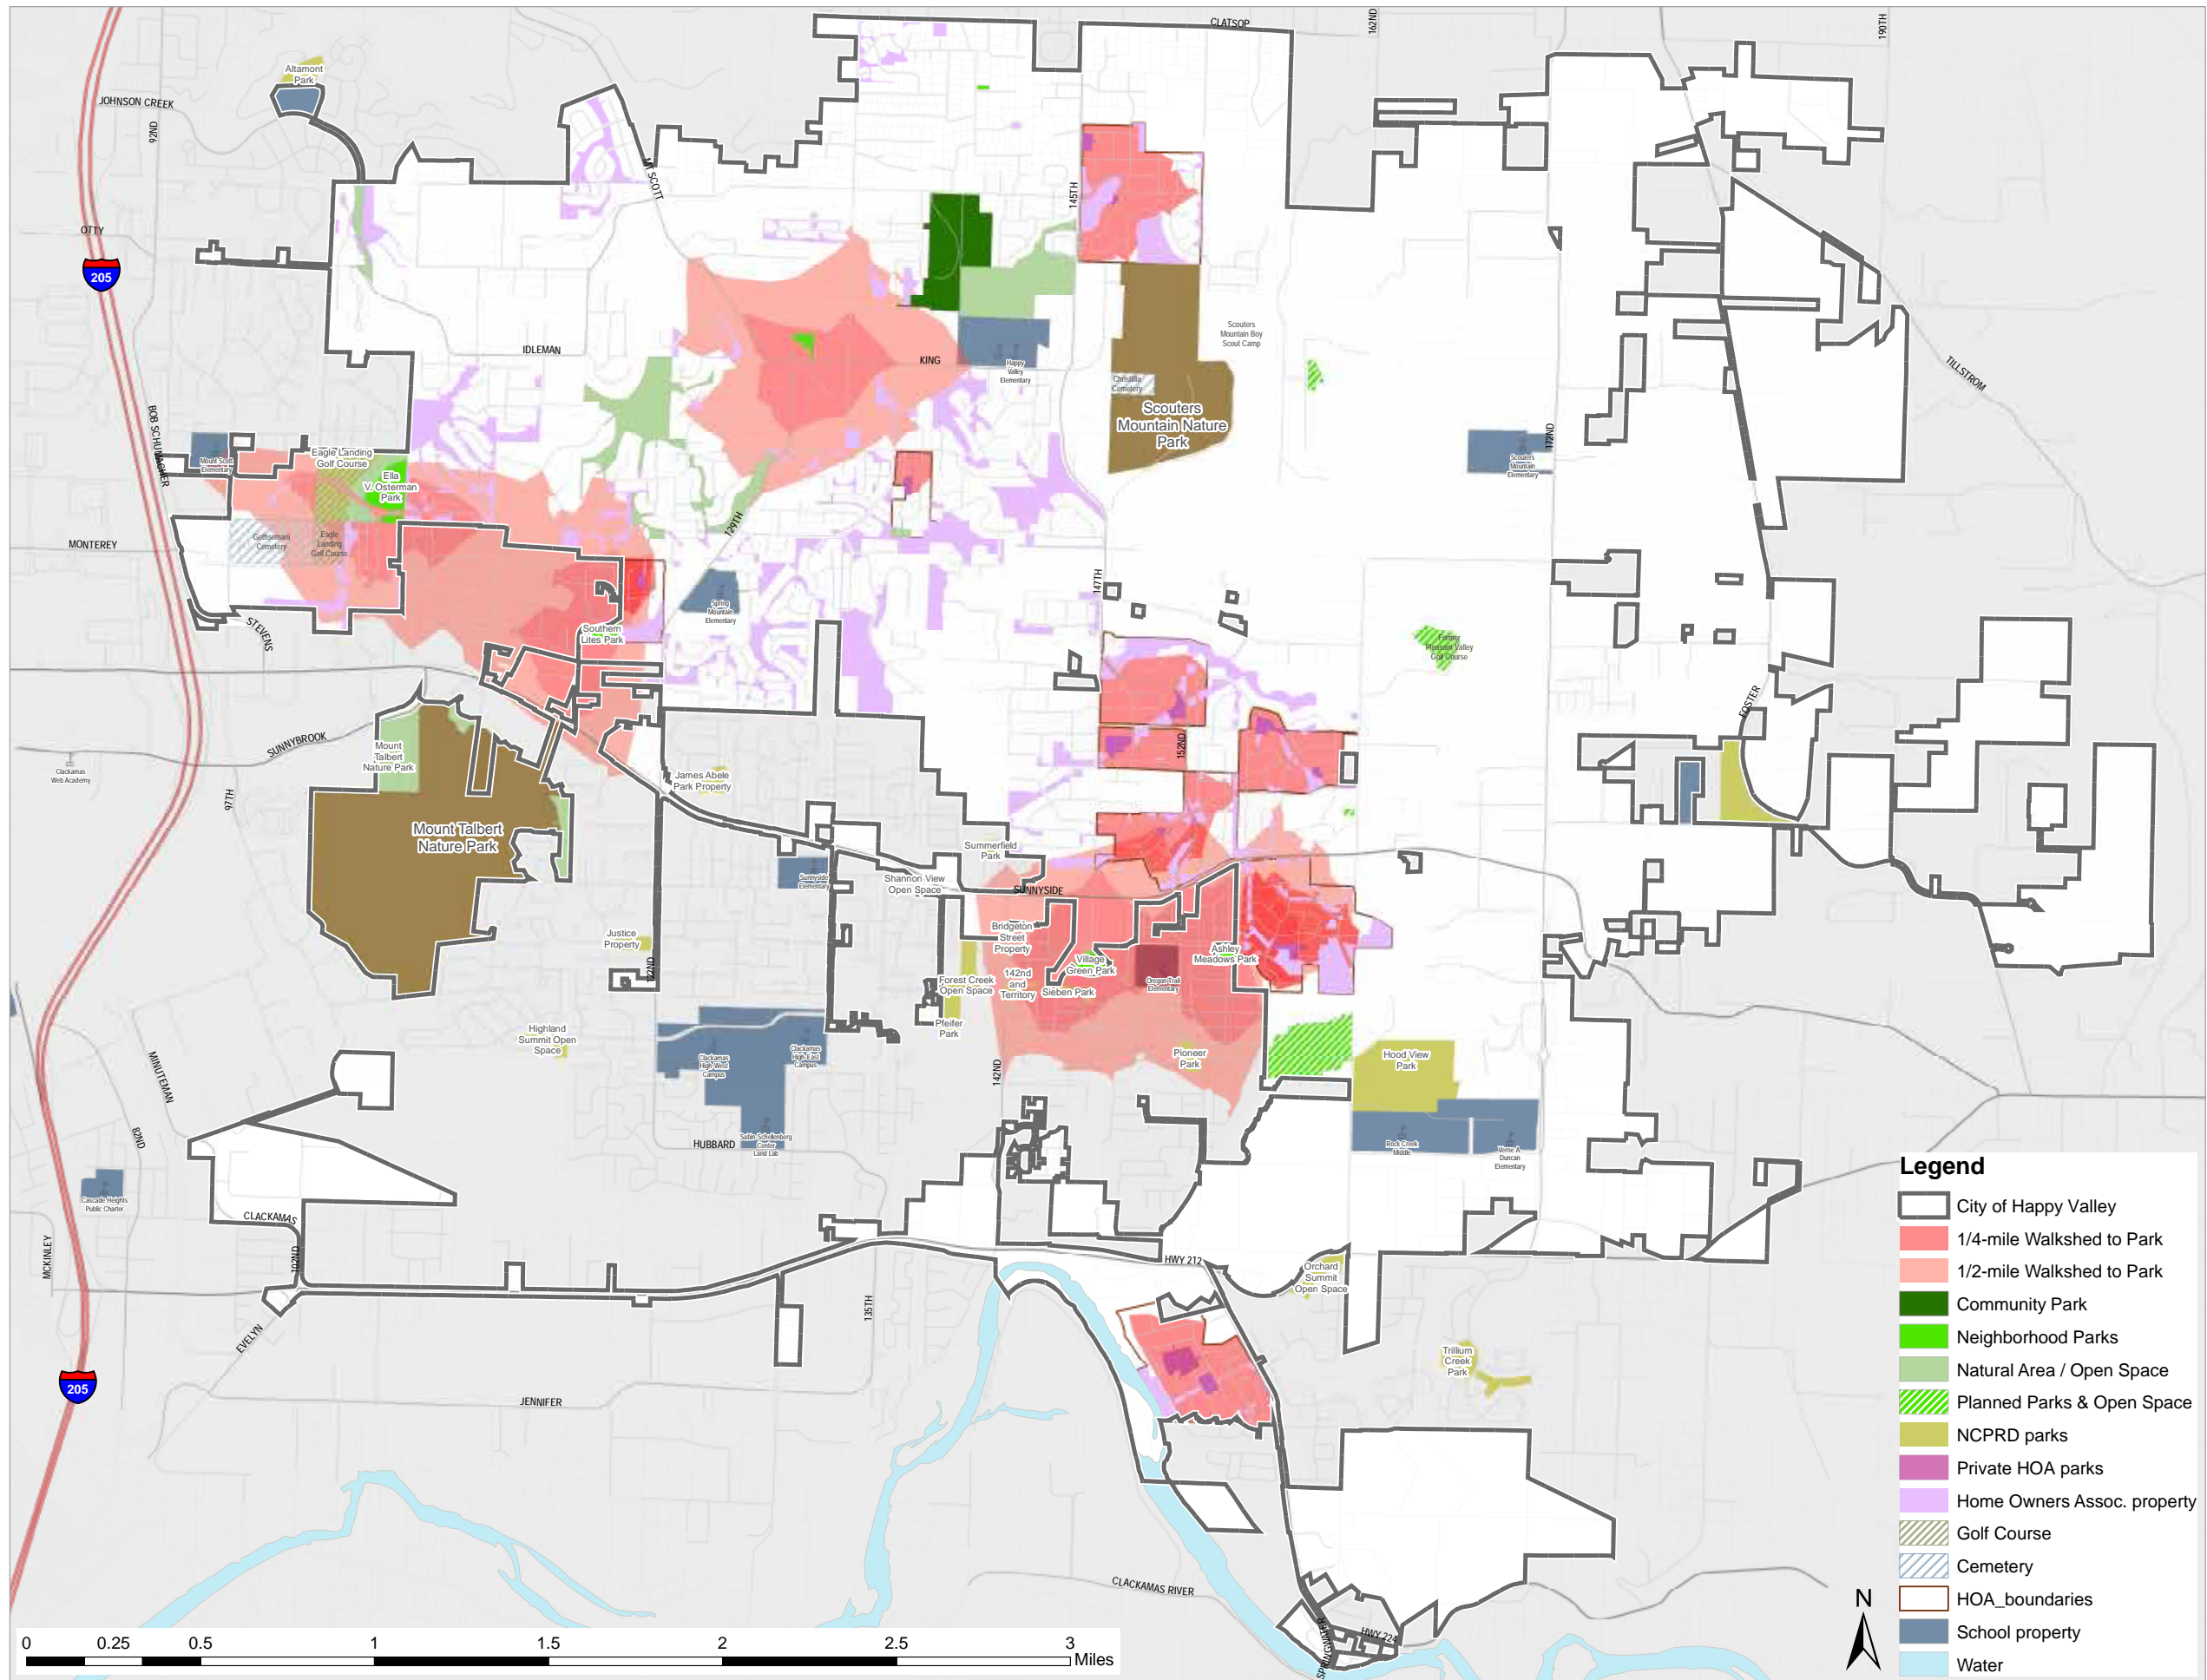 CLATSOP
162ND
190TH
Altamont
Park
JOHNSON CREEK
92ND
MT SCOTT
145TH
OTTY
205
IDLEMAN
KING
Happy
Valley
Elementary
Scouters
Mountain Boy
Scout Camp
Christilla
Cemetery
Scouters
Mountain Nature
Park
TILLSTROM
BOB SCHUMACHER
Mount Scott
Elementary
Eagle Landing
Golf Course
Ella
V. Osterman
Park
172ND
Scouters
Mountain
Elementary
129TH
MONTEREY
Gethsemani
Cemetery
Eagle
Landing
Golf Course
147TH
Spring
Mountain
Elementary
STEVENS
Southern
Lites Park
Former
Pleasant Valley
Golf Course
FOSTER
SUNNYBROOK
Mount
Talbert
Nature Park
152ND
Clackamas
Web Academy
97TH
James Abele
Park Property
Mount Talbert
Nature Park
Summerfield
Park
Sunnyside
Elementary
Shannon View
Open Space
SUNNYSIDE
Justice
Property
122ND
Bridgeton
Street
Property
Village
Green Park
Ashley
Meadows Park
Forest Creek
Open Space
142nd
and
Territory
Sieben Park
Oregon Trail
Elementary
Pfeifer
Park
Highland
Summit Open
Space
Clackamas
High-West
Campus
Clackamas
High-East
Campus
Pioneer
Park
Hood View
Park
142ND
MINUTEMAN
82ND
HUBBARD
Sabin-Schellenberg
Center
Land Lab
Rock Creek
Middle
Verne A.
Duncan
Elementary
Cascade Heights
Public Charter
CLACKAMAS
102ND
MCKINLEY
HWY 212
Orchard
Summit
Open Space
135TH
EVELYN
Trillium
Creek
Park
205
JENNIFER
CLACKAMAS RIVER
SPRINGWATER
HWY 224
Legend
City of Happy Valley
1/4-mile Walkshed to Park
1/2-mile Walkshed to Park
Community Park
Neighborhood Parks
Natural Area / Open Space
Planned Parks & Open Space
NCPRD parks
Private HOA parks
Home Owners Assoc. property
Golf Course
Cemetery
HOA_boundaries
School property
Water
N
0 0.25 0.5 1 1.5 2 2.5 3
Miles